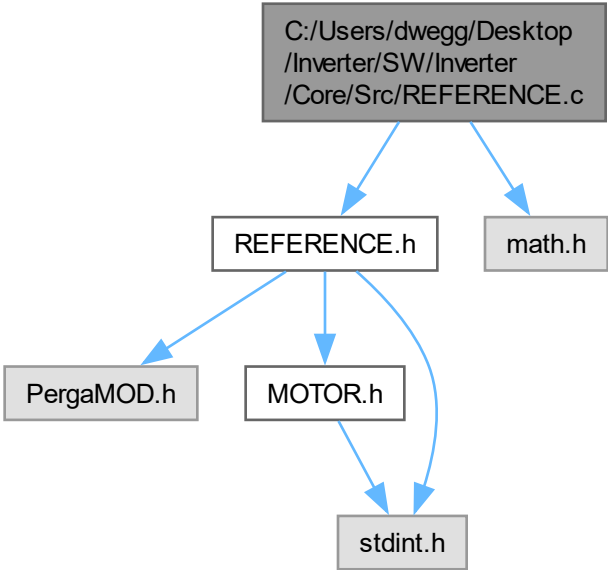 C:/Users/dwegg/Desktop
/Inverter/SW/Inverter
/Core/Src/REFERENCE.c
REFERENCE.h
math.h
PergaMOD.h
MOTOR.h
stdint.h